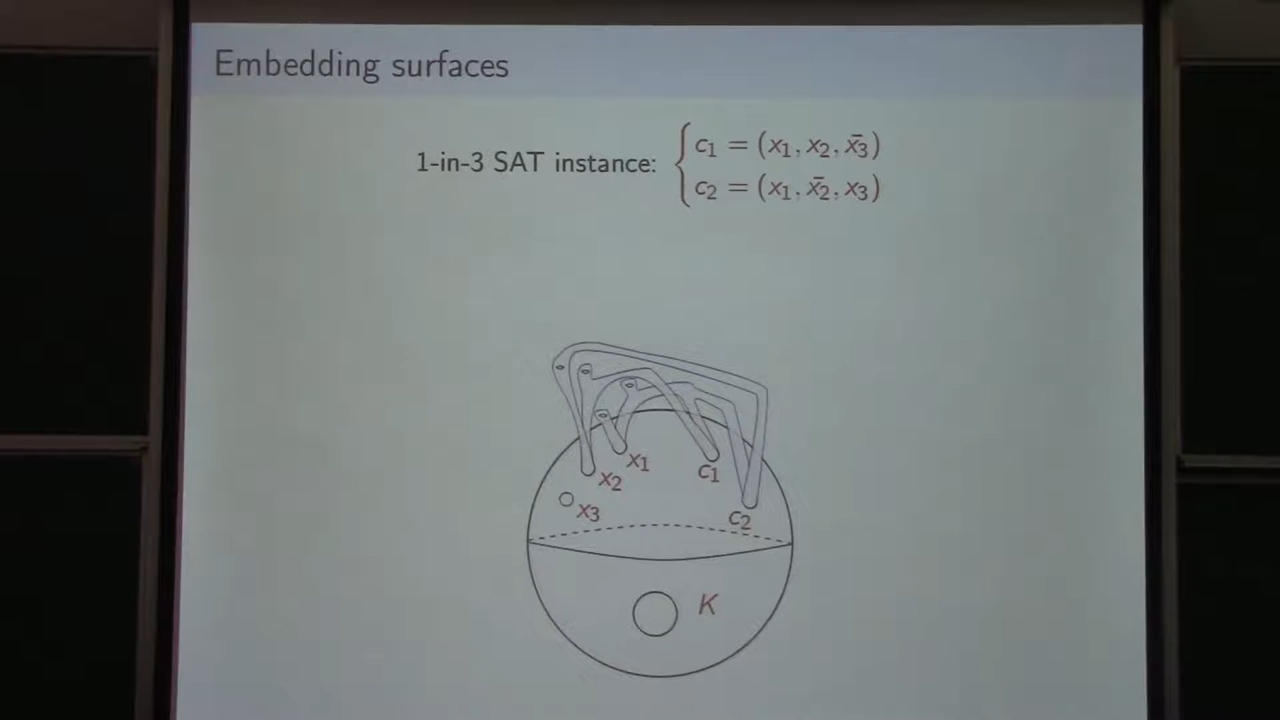 Embedding surfaces
1-in-3 SAT instance: { c₁ = (x₁, x₂, x̄₃)
c₂ = (x₁, x̄₂, x₃)
x₁
x₂
c₁
x₃
c₂
K